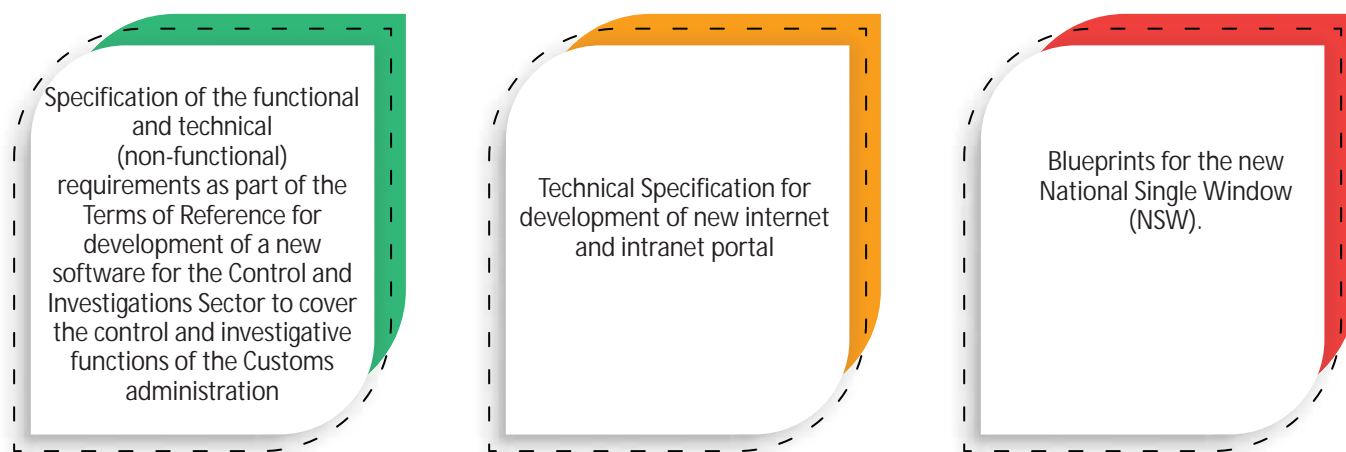 Specification of the functional
and technical
(non-functional)
requirements as part of the
Terms of Reference for
development of a new
software for the Control and
Investigations Sector to cover
the control and investigative
functions of the Customs
administration
Technical Specification for
development of new internet
and intranet portal
Blueprints for the new
National Single Window
(NSW).